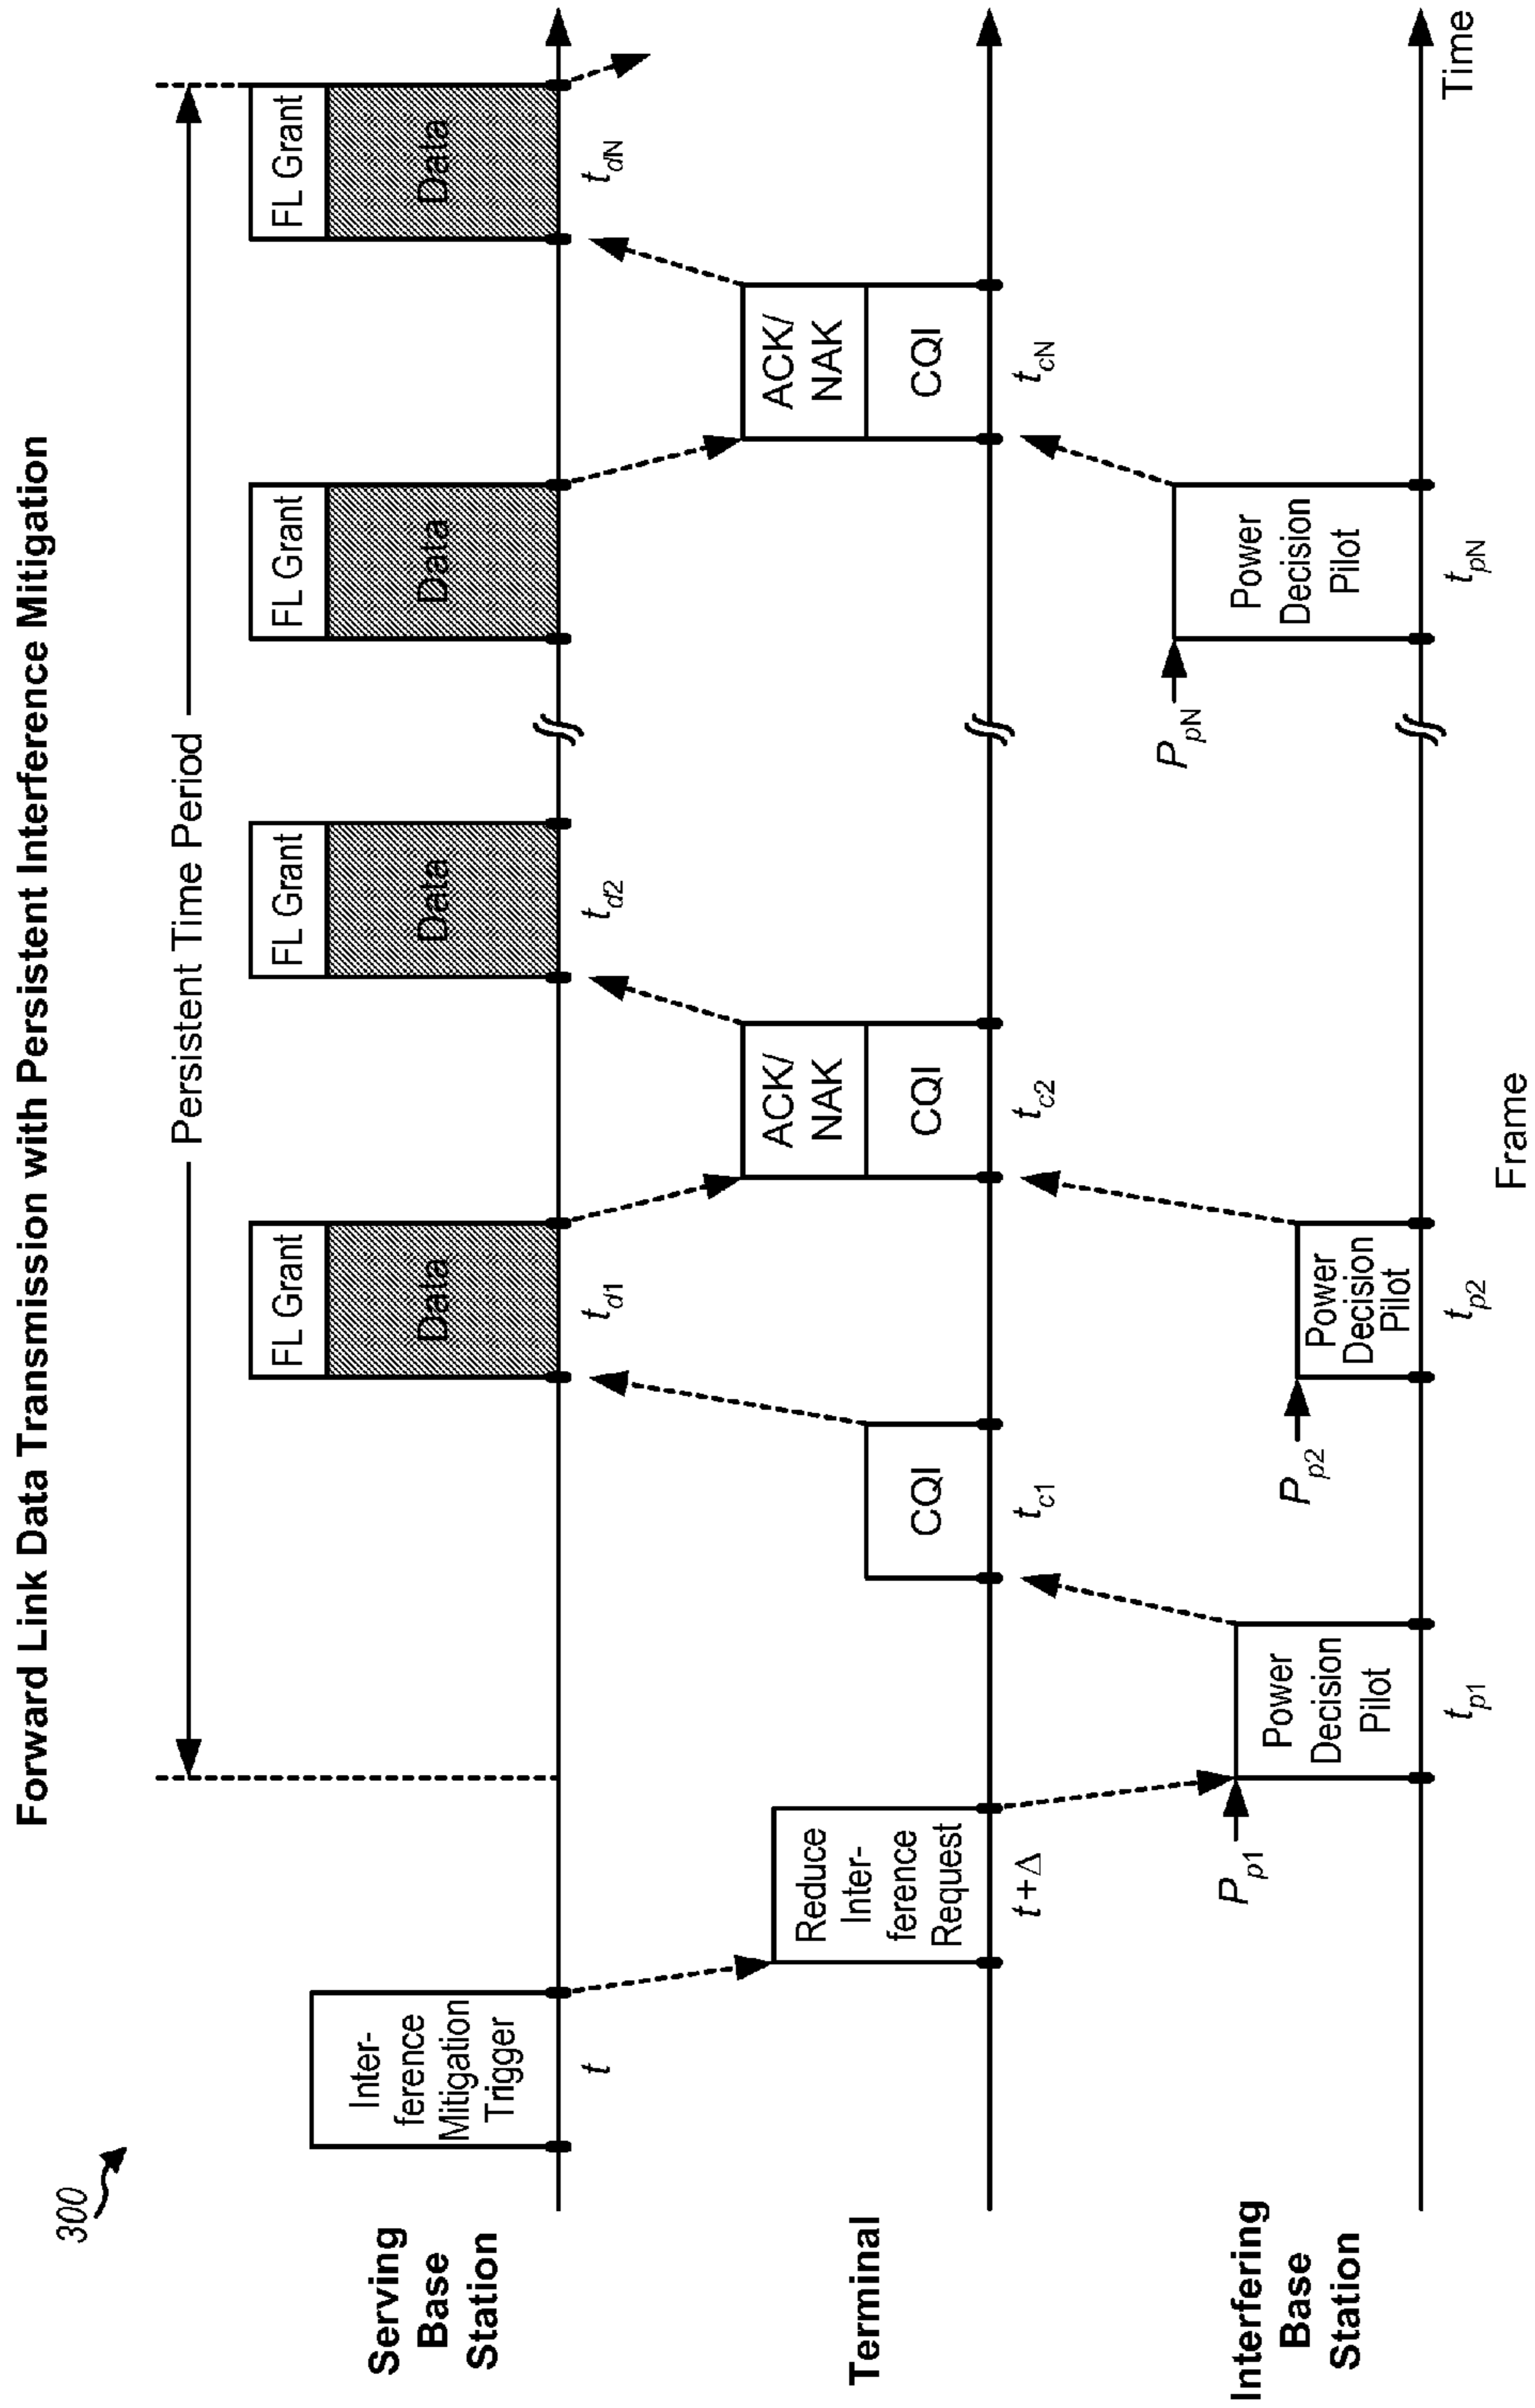 Forward Link Data Transmission with Persistent Interference Mitigation
300
Persistent Time Period
Serving
Base
Station
Inter-
ference
Mitigation
Trigger
t
FL Grant
Data
t_d1
FL Grant
Data
t_d2
FL Grant
Data
FL Grant
Data
t_dN
Terminal
Reduce
Inter-
ference
Request
t + Δ
CQI
t_c1
ACK/
NAK
CQI
t_c2
ACK/
NAK
CQI
t_cN
Interfering
Base
Station
P_p1
Power
Decision
Pilot
t_p1
P_p2
Power
Decision
Pilot
t_p2
P_pN
Power
Decision
Pilot
t_pN
Time
Frame